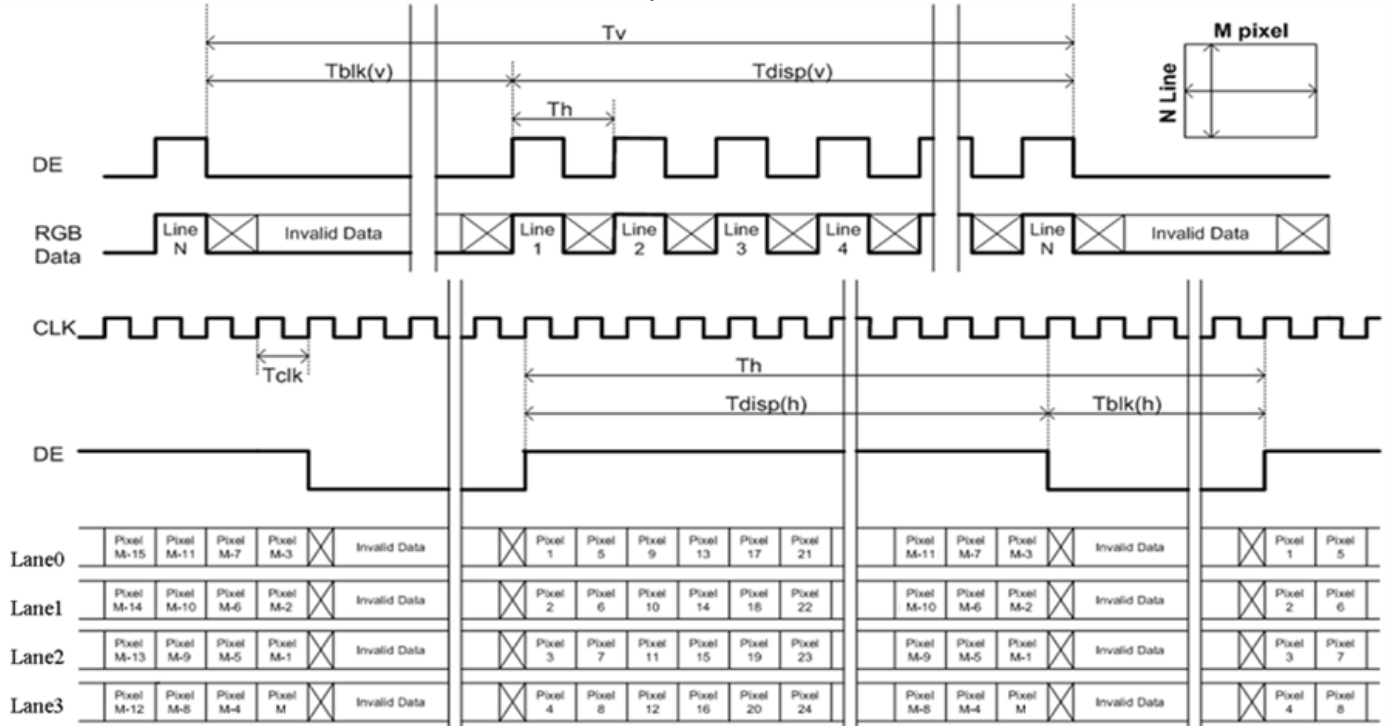 Tv
M pixel
Tblk(v) Tdisp(v)
N Line
Th
DE
RGB Data
Line N Invalid Data Line 1 Line 2 Line 3 Line 4 Line N Invalid Data
CLK
Tclk
Th
Tdisp(h) Tblk(h)
DE
Lane0 Pixel M-15 Pixel M-11 Pixel M-7 Pixel M-3 Invalid Data Pixel 1 Pixel 5 Pixel 9 Pixel 13 Pixel 17 Pixel 21 Pixel M-11 Pixel M-7 Pixel M-3 Invalid Data Pixel 1 Pixel 5
Lane1 Pixel M-14 Pixel M-10 Pixel M-6 Pixel M-2 Invalid Data Pixel 2 Pixel 6 Pixel 10 Pixel 14 Pixel 18 Pixel 22 Pixel M-10 Pixel M-6 Pixel M-2 Invalid Data Pixel 2 Pixel 6
Lane2 Pixel M-13 Pixel M-9 Pixel M-5 Pixel M-1 Invalid Data Pixel 3 Pixel 7 Pixel 11 Pixel 15 Pixel 19 Pixel 23 Pixel M-9 Pixel M-5 Pixel M-1 Invalid Data Pixel 3 Pixel 7
Lane3 Pixel M-12 Pixel M-8 Pixel M-4 Pixel M Invalid Data Pixel 4 Pixel 8 Pixel 12 Pixel 16 Pixel 20 Pixel 24 Pixel M-8 Pixel M-4 Pixel M Invalid Data Pixel 4 Pixel 8